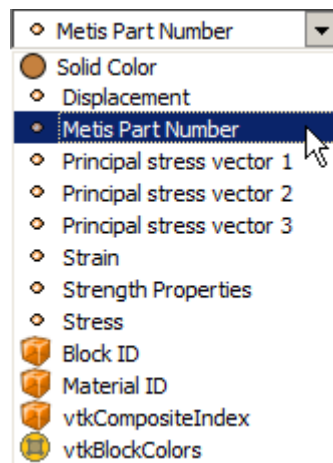 Metis Part Number
Solid Color
Displacement
Metis Part Number
Principal stress vector 1
Principal stress vector 2
Principal stress vector 3
Strain
Strength Properties
Stress
Block ID
Material ID
vtkCompositeIndex
vtkBlockColors